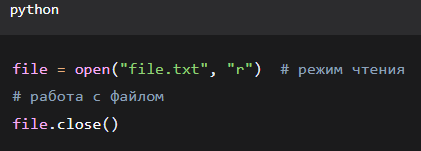 python
file = open("file.txt", "r")  # режим чтения
# работа с файлом
file.close()